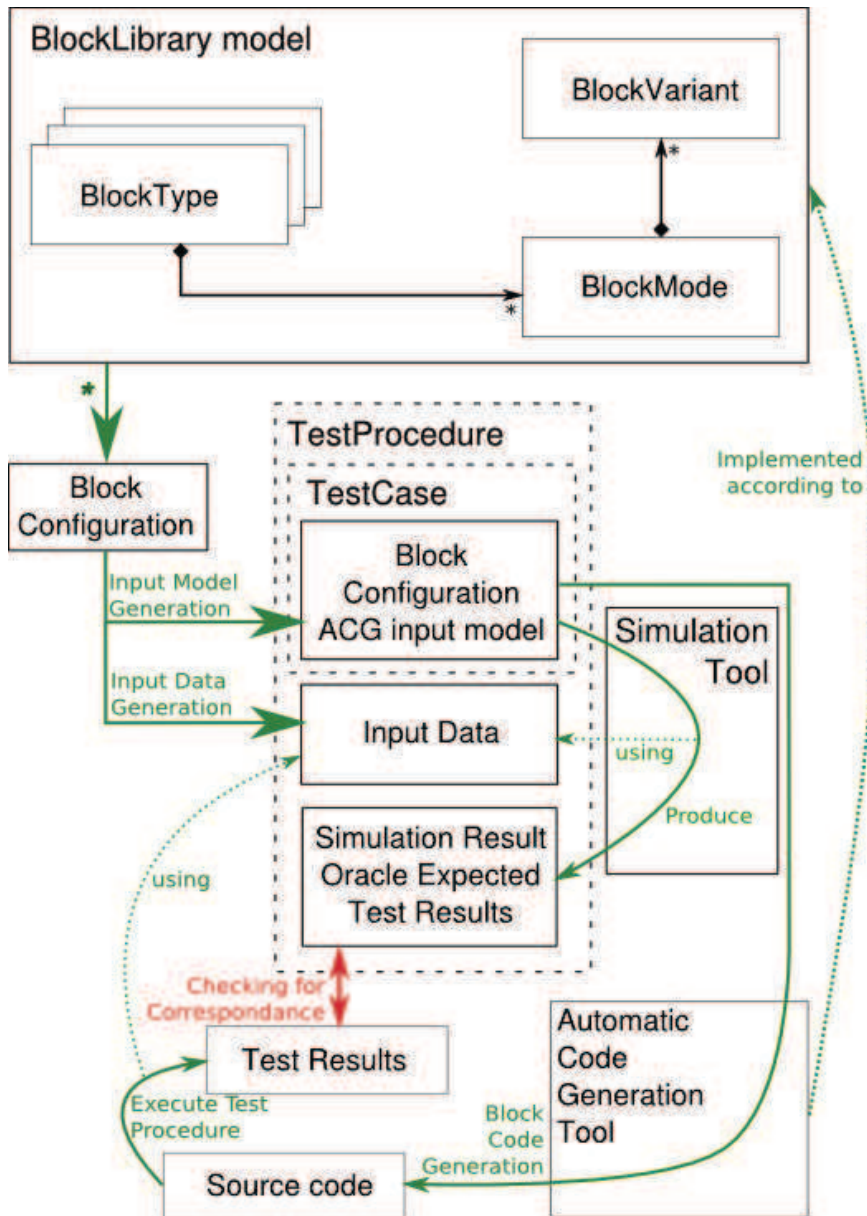 BlockLibrary model
BlockVariant
*
BlockType
BlockMode
*
*
TestProcedure
Implemented
according to
TestCase
Block
Configuration
Block
Configuration
ACG input model
Input Model
Generation
Simulation
Tool
Input Data
Generation
Input Data
using
Produce
Simulation Result
Oracle Expected
Test Results
using
Checking for
Correspondance
Automatic
Code
Generation
Tool
Test Results
Execute Test
Procedure
Block
Code
Generation
Source code